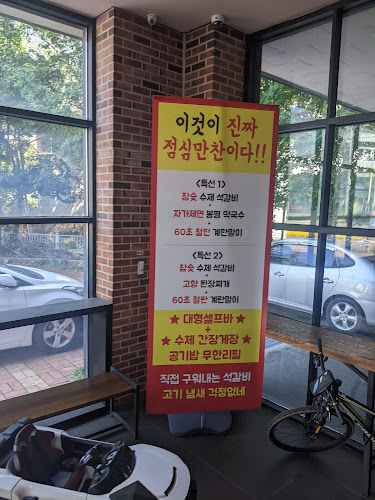 이것이 진짜
점심만찬이다!!
<특선 1>
참숯 수제 석갈비
+
자가제면 봉평 막국수
+
60초 철판 계란말이
<특선 2>
참숯 수제 석갈비
+
고향 된장찌개
+
60초 철판 계란말이
★ 대형셀프바 ★
+
★ 수제 간장게장 ★
공기밥 무한리필
직접 구워내는 석갈비
고기 냄새 걱정없네